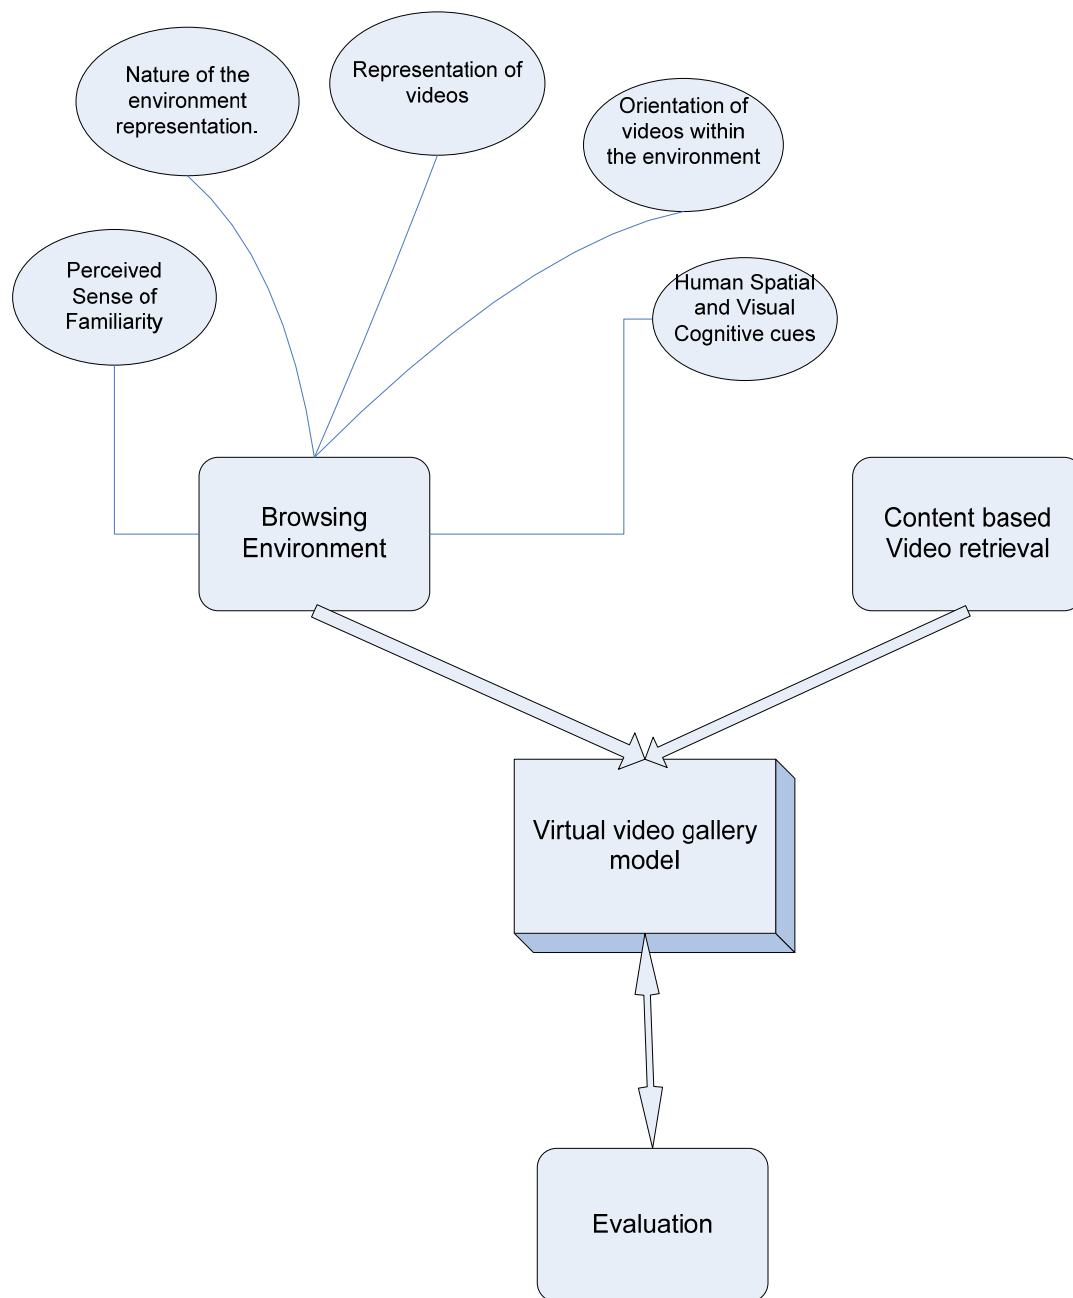 Nature of the
environment
representation.
Representation of
videos
Orientation of
videos within
the environment
Perceived
Sense of
Familiarity
Human Spatial
and Visual
Cognitive cues
Browsing
Environment
Content based
Video retrieval
Virtual video gallery
model
Evaluation